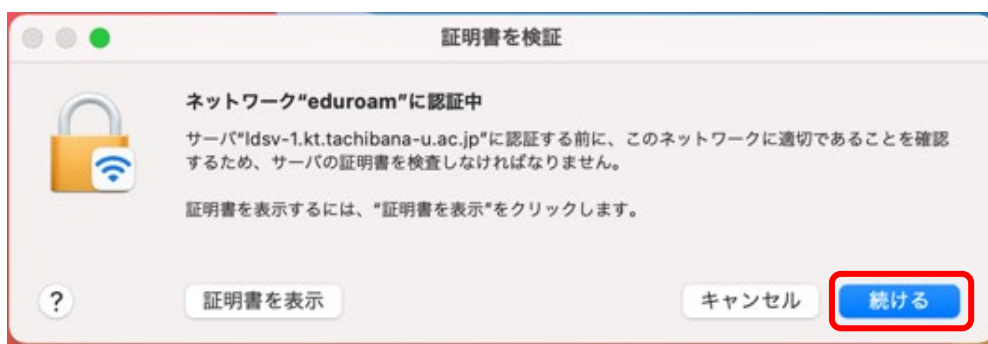 証明書を検証
ネットワーク"eduroam"に認証中
サーバ"ldsv-1.kt.tachibana-u.ac.jp"に認証する前に、このネットワークに適切であることを確認
するため、サーバの証明書を検査しなければなりません。
証明書を表示するには、"証明書を表示"をクリックします。
?
証明書を表示
キャンセル
続ける